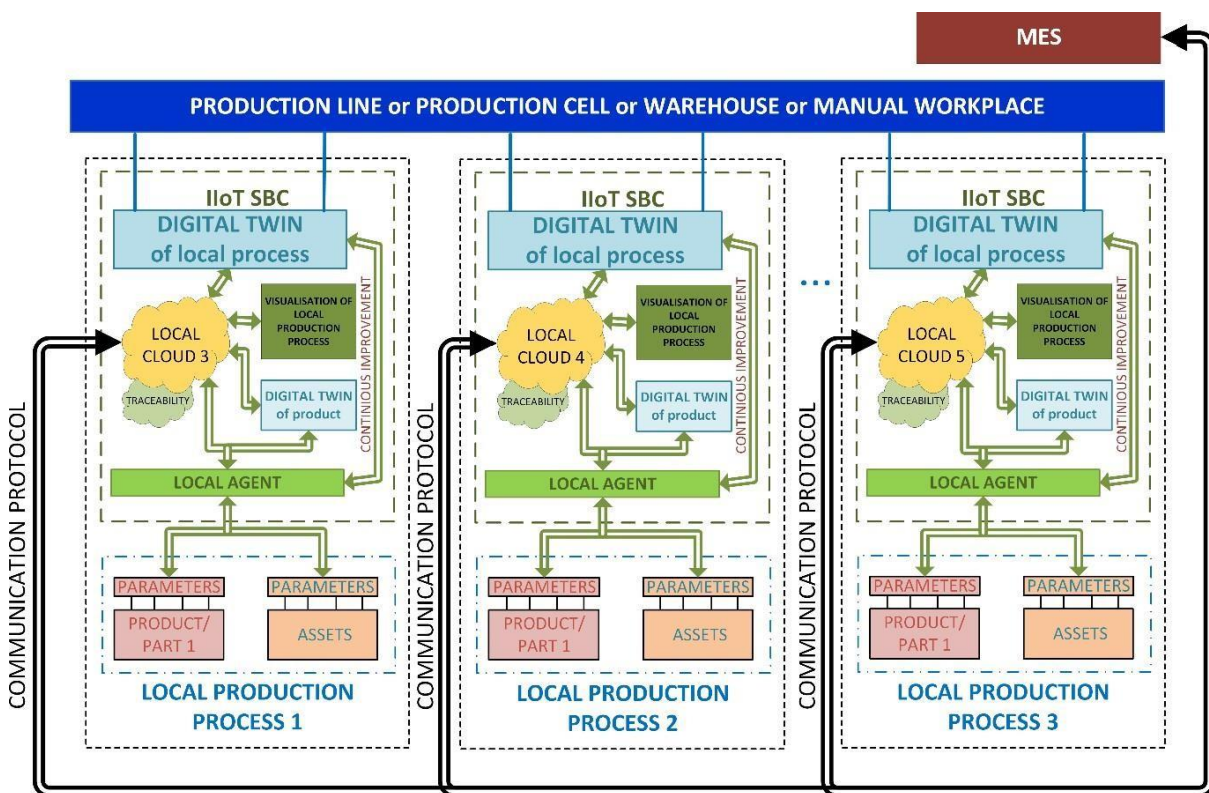 MES
PRODUCTION LINE or PRODUCTION CELL or WAREHOUSE or MANUAL WORKPLACE
COMMUNICATION PROTOCOL
IIoT SBC
DIGITAL TWIN
of local process
LOCAL
CLOUD 3
TRACEABILITY
VISUALISATION OF
LOCAL
PRODUCTION
PROCESS
DIGITAL TWIN
of product
CONTINIOUS IMPROVEMENT
LOCAL AGENT
PARAMETERS
PRODUCT/
PART 1
PARAMETERS
ASSETS
LOCAL PRODUCTION
PROCESS 1
COMMUNICATION PROTOCOL
IIoT SBC
DIGITAL TWIN
of local process
LOCAL
CLOUD 4
TRACEABILITY
VISUALISATION OF
LOCAL
PRODUCTION
PROCESS
DIGITAL TWIN
of product
CONTINIOUS IMPROVEMENT
LOCAL AGENT
PARAMETERS
PRODUCT/
PART 1
PARAMETERS
ASSETS
LOCAL PRODUCTION
PROCESS 2
...
COMMUNICATION PROTOCOL
IIoT SBC
DIGITAL TWIN
of local process
LOCAL
CLOUD 5
TRACEABILITY
VISUALISATION OF
LOCAL
PRODUCTION
PROCESS
DIGITAL TWIN
of product
CONTINIOUS IMPROVEMENT
LOCAL AGENT
PARAMETERS
PRODUCT/
PART 1
PARAMETERS
ASSETS
LOCAL PRODUCTION
PROCESS 3